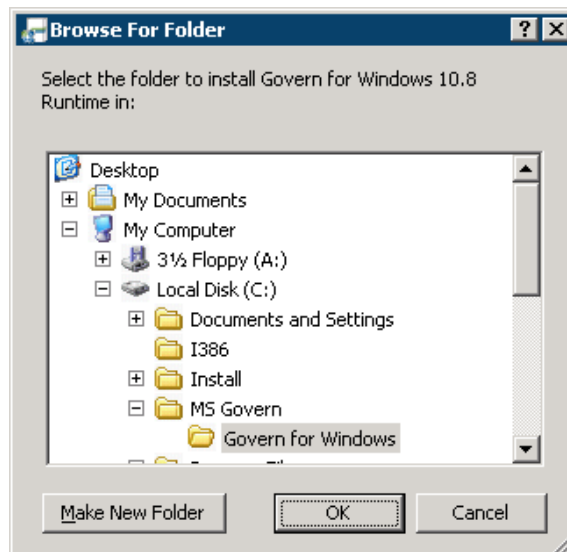 Browse For Folder
Select the folder to install Govern for Windows 10.8
Runtime in:
Desktop
My Documents
My Computer
3½ Floppy (A:)
Local Disk (C:)
Documents and Settings
I386
Install
MS Govern
Govern for Windows
Make New Folder
OK
Cancel